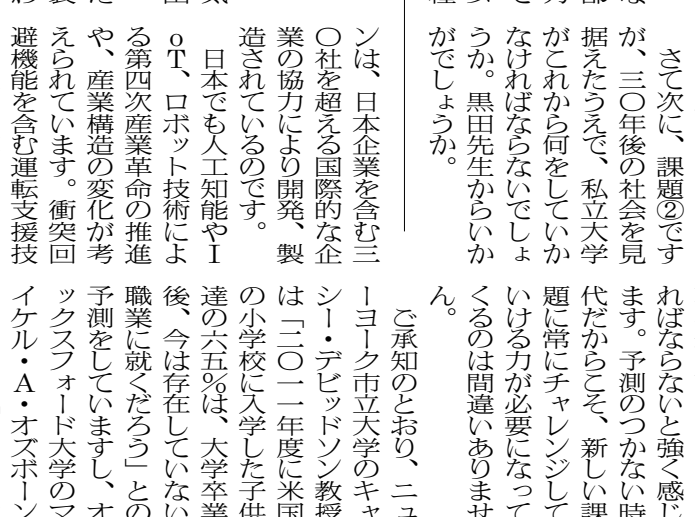 さて次に、課題②です
が、三〇年後の社会を見
据えたうえで、私立大学
がこれから何をしていか
なければならないでしょ
うか。黒田先生からいか
がでしょうか。
ンは、日本企業を含む三
〇社を超える国際的な企
業の協力により開発、製
造されているのです。
日本でも人工知能やI
oT、ロボット技術によ
る第四次産業革命の推進
や、産業構造の変化が考
えられています。衝突回
避機能を含む運転支援技
ればならないと強く感じ
ます。予測のつかない時
代だからこそ、新しい課
題に常にチャレンジして
いける力が必要になって
くるのは間違いありませ
ん。
ご承知のとおり、ニュ
ーヨーク市立大学のキャ
シー・デビッドソン教授
は「二〇一一年度に米国
の小学校に入学した子供
達の六五％は、大学卒業
後、今は存在していない
職業に就くだろう」との
予測をしていますし、オ
ックスフォード大学のマ
イケル・A・オズボーン